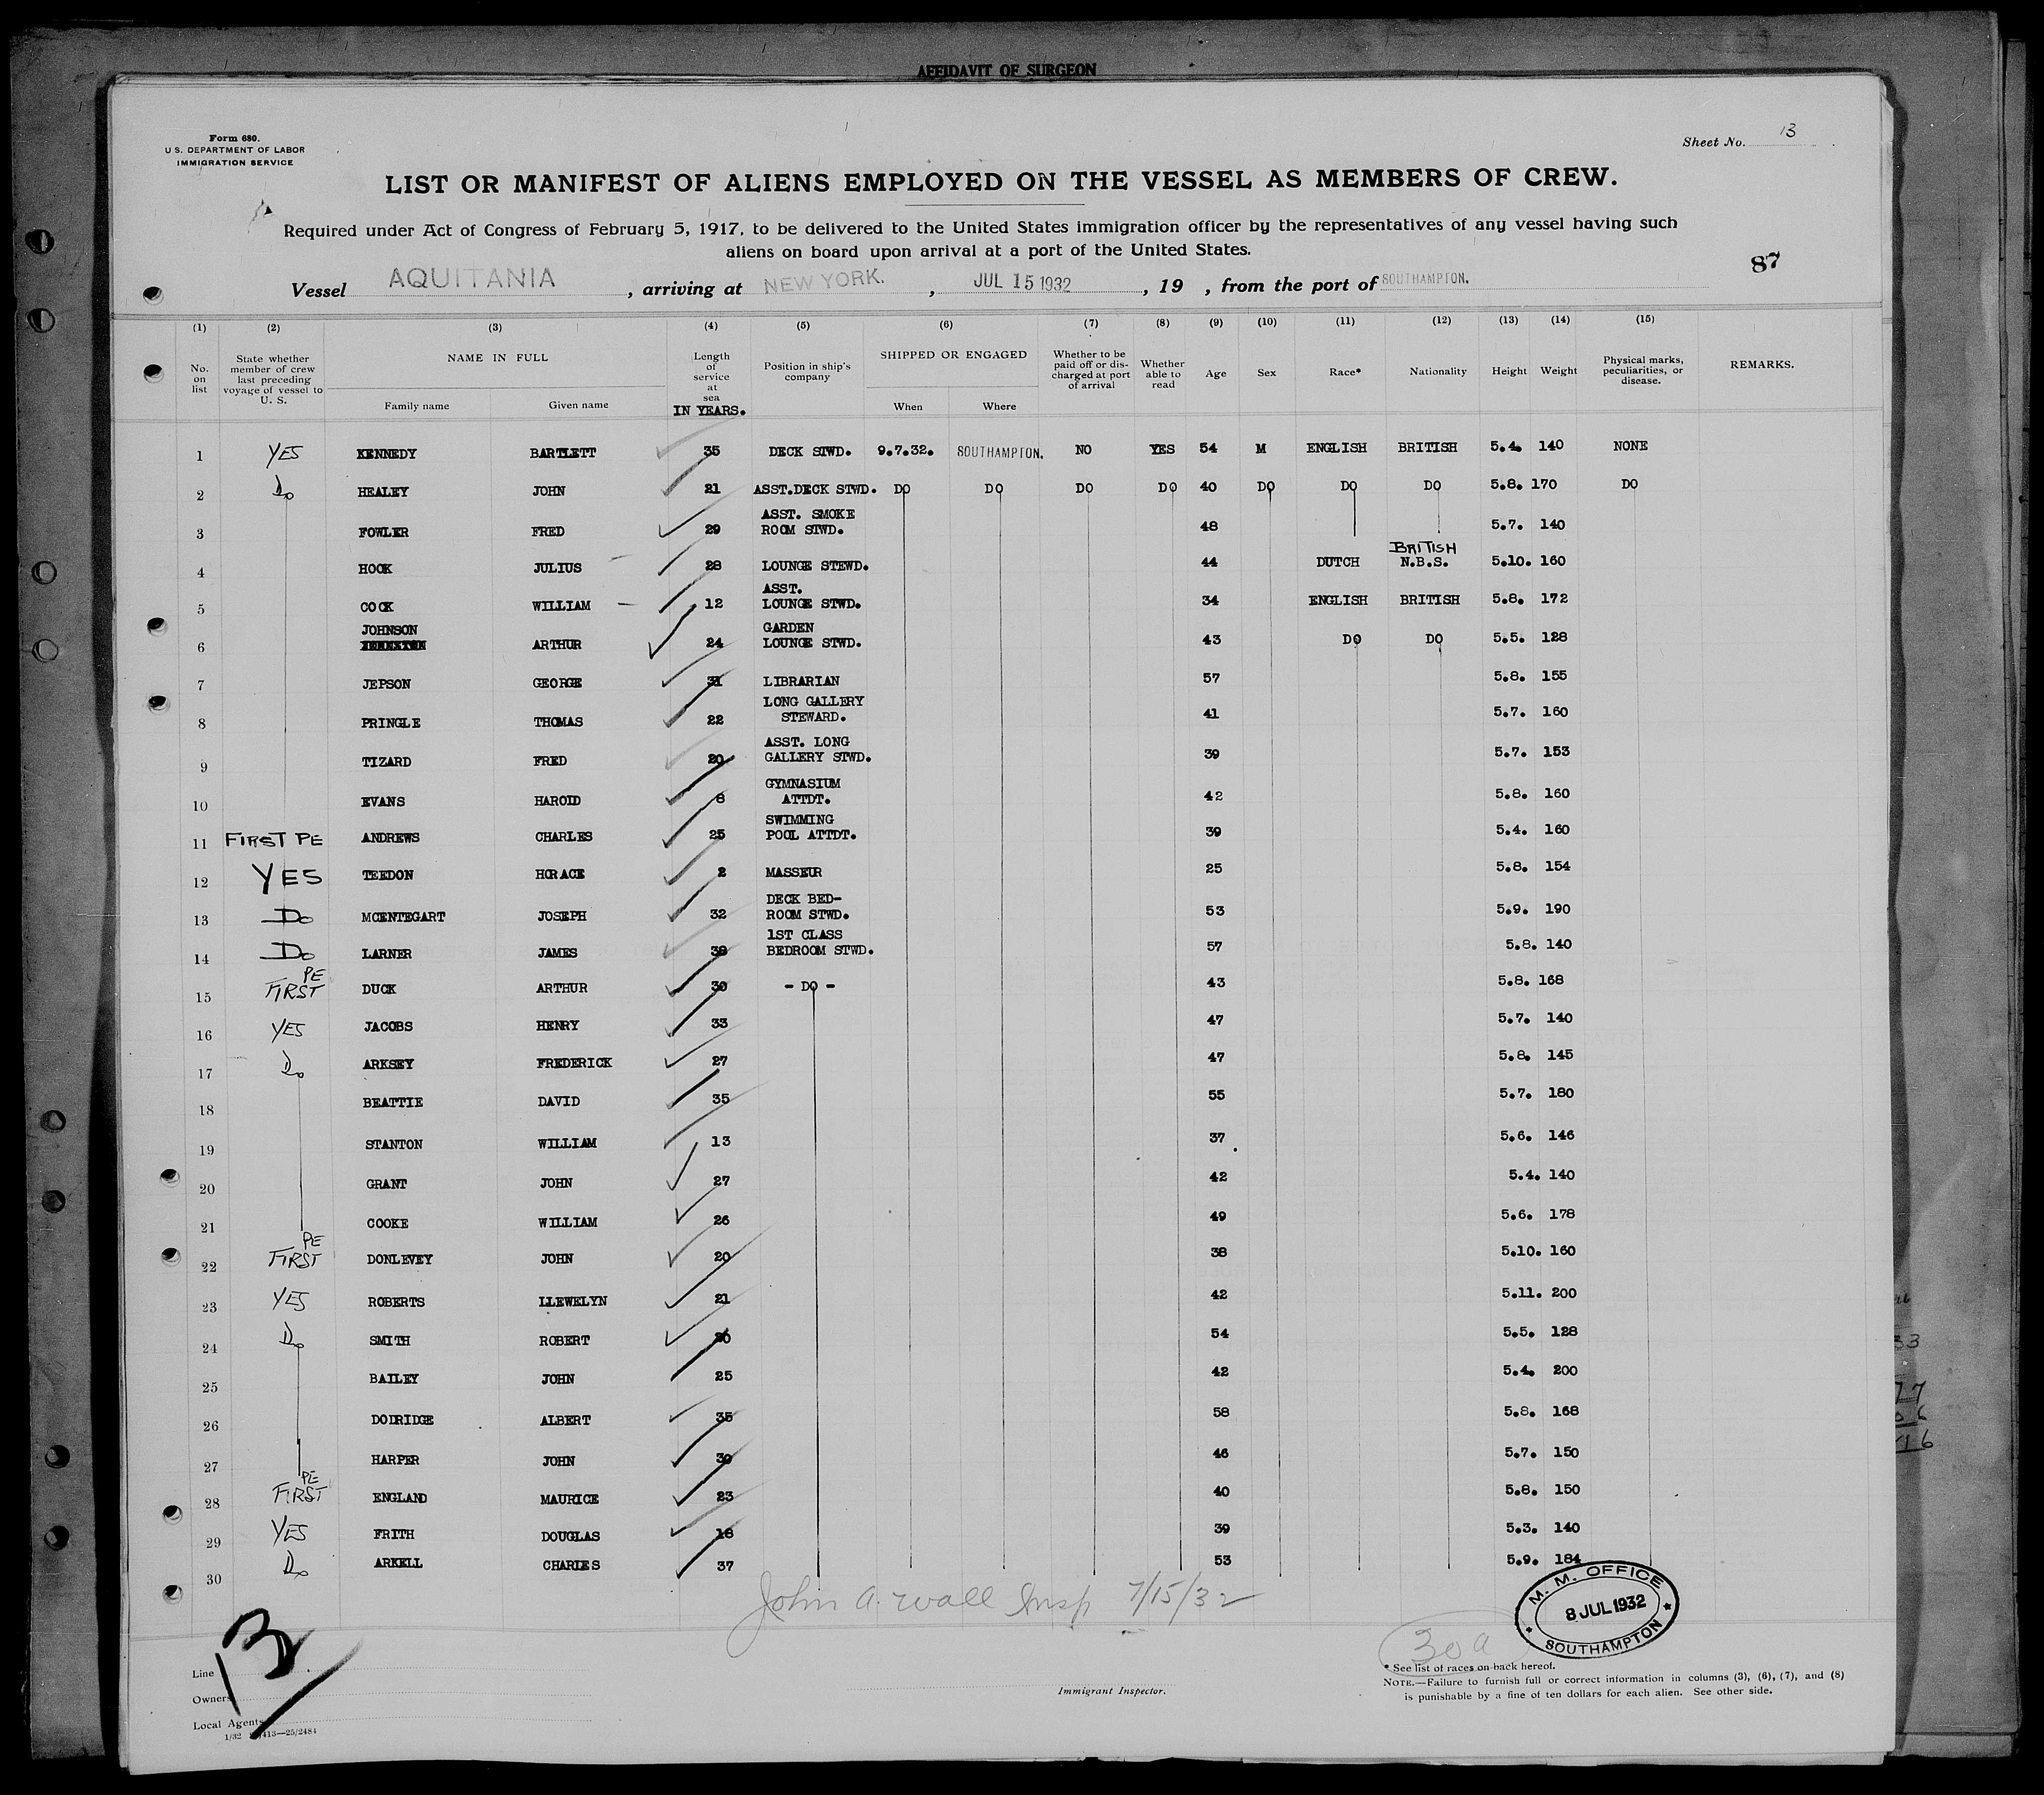 AFFIDAVIT OF SURGEON
Form 680.
U.S. DEPARTMENT OF LABOR
IMMIGRATION SERVICE
Sheet No. 13
LIST OR MANIFEST OF ALIENS EMPLOYED ON THE VESSEL AS MEMBERS OF CREW.
Required under Act of Congress of February 5, 1917, to be delivered to the United States immigration officer by the representatives of any vessel having such
aliens on board upon arrival at a port of the United States.
87
Vessel AQUITANIA, arriving at NEW YORK., JUL 15 1932, 19 , from the port of SOUTHAMPTON.
(1) (2) (3) (4) (5) (6) (7) (8) (9) (10) (11) (12) (13) (14) (15)
No. on list State whether member of crew last preceding voyage of vessel to U. S. NAME IN FULL Family name Given name Length of service at sea IN YEARS. Position in ship's company SHIPPED OR ENGAGED When Where Whether to be paid off or discharged at port of arrival Whether able to read Age Sex Race* Nationality Height Weight Physical marks, peculiarities, or disease. REMARKS.
1 YES KENNEDY BARTLETT 35 DECK STWD. 9.7.32. SOUTHAMPTON. NO YES 54 M ENGLISH BRITISH 5.4. 140 NONE
2 Do HEALEY JOHN 21 ASST.DECK STWD. DO DO DO DO 40 DO DO DO 5.8. 170 DO
3 FOWLER FRED 29 ASST. SMOKE ROOM STWD. 48 5.7. 140
4 HOOK JULIUS 28 LOUNGE STEWD. 44 DUTCH BRITISH N.B.S. 5.10. 160
5 COCK WILLIAM 12 ASST. LOUNGE STWD. 34 ENGLISH BRITISH 5.8. 172
6 JOHNSON ARTHUR 24 GARDEN LOUNGE STWD. 43 DO DO 5.5. 128
7 JEPSON GEORGE 31 LIBRARIAN 57 5.8. 155
8 PRINGLE THOMAS 22 LONG GALLERY STEWARD. 41 5.7. 160
9 TIZARD FRED 20 ASST. LONG GALLERY STWD. 39 5.7. 153
10 EVANS HAROLD 8 GYMNASIUM ATTDT. 42 5.8. 160
11 FIRST PE ANDREWS CHARLES 25 SWIMMING POOL ATTDT. 39 5.4. 160
12 YES TEEDON HORACE 2 MASSEUR 25 5.8. 154
13 Do MCENTEGART JOSEPH 32 DECK BED-ROOM STWD. 53 5.9. 190
14 Do LARNER JAMES 38 1ST CLASS BEDROOM STWD. 57 5.8. 140
15 PE FIRST DUCK ARTHUR 30 - DO - 43 5.8. 168
16 YES JACOBS HENRY 33 47 5.7. 140
17 Do ARKSEY FREDERICK 27 47 5.8. 145
18 BEATTIE DAVID 35 55 5.7. 180
19 STANTON WILLIAM 13 37 5.6. 146
20 GRANT JOHN 27 42 5.4. 140
21 COOKE WILLIAM 26 49 5.6. 178
22 PE FIRST DONLEVEY JOHN 20 38 5.10. 160
23 YES ROBERTS LLEWELYN 21 42 5.11. 200
24 Do SMITH ROBERT 54 5.5. 128
25 BAILEY JOHN 25 42 5.4. 200
26 DODRIDGE ALBERT 35 58 5.8. 168
27 HARPER JOHN 30 46 5.7. 150
28 PE FIRST ENGLAND MAURICE 23 40 5.8. 150
29 YES FRITH DOUGLAS 18 39 5.3. 140
30 Do ARKELL CHARLES 37 53 5.9. 184
John A. Wall Insp 7/15/32
M. M. OFFICE
8 JUL 1932
SOUTHAMPTON
30 a
13
Line
Owners
Local Agents
Immigrant Inspector.
* See list of races on back hereof.
NOTE.—Failure to furnish full or correct information in columns (3), (6), (7), and (8)
is punishable by a fine of ten dollars for each alien. See other side.